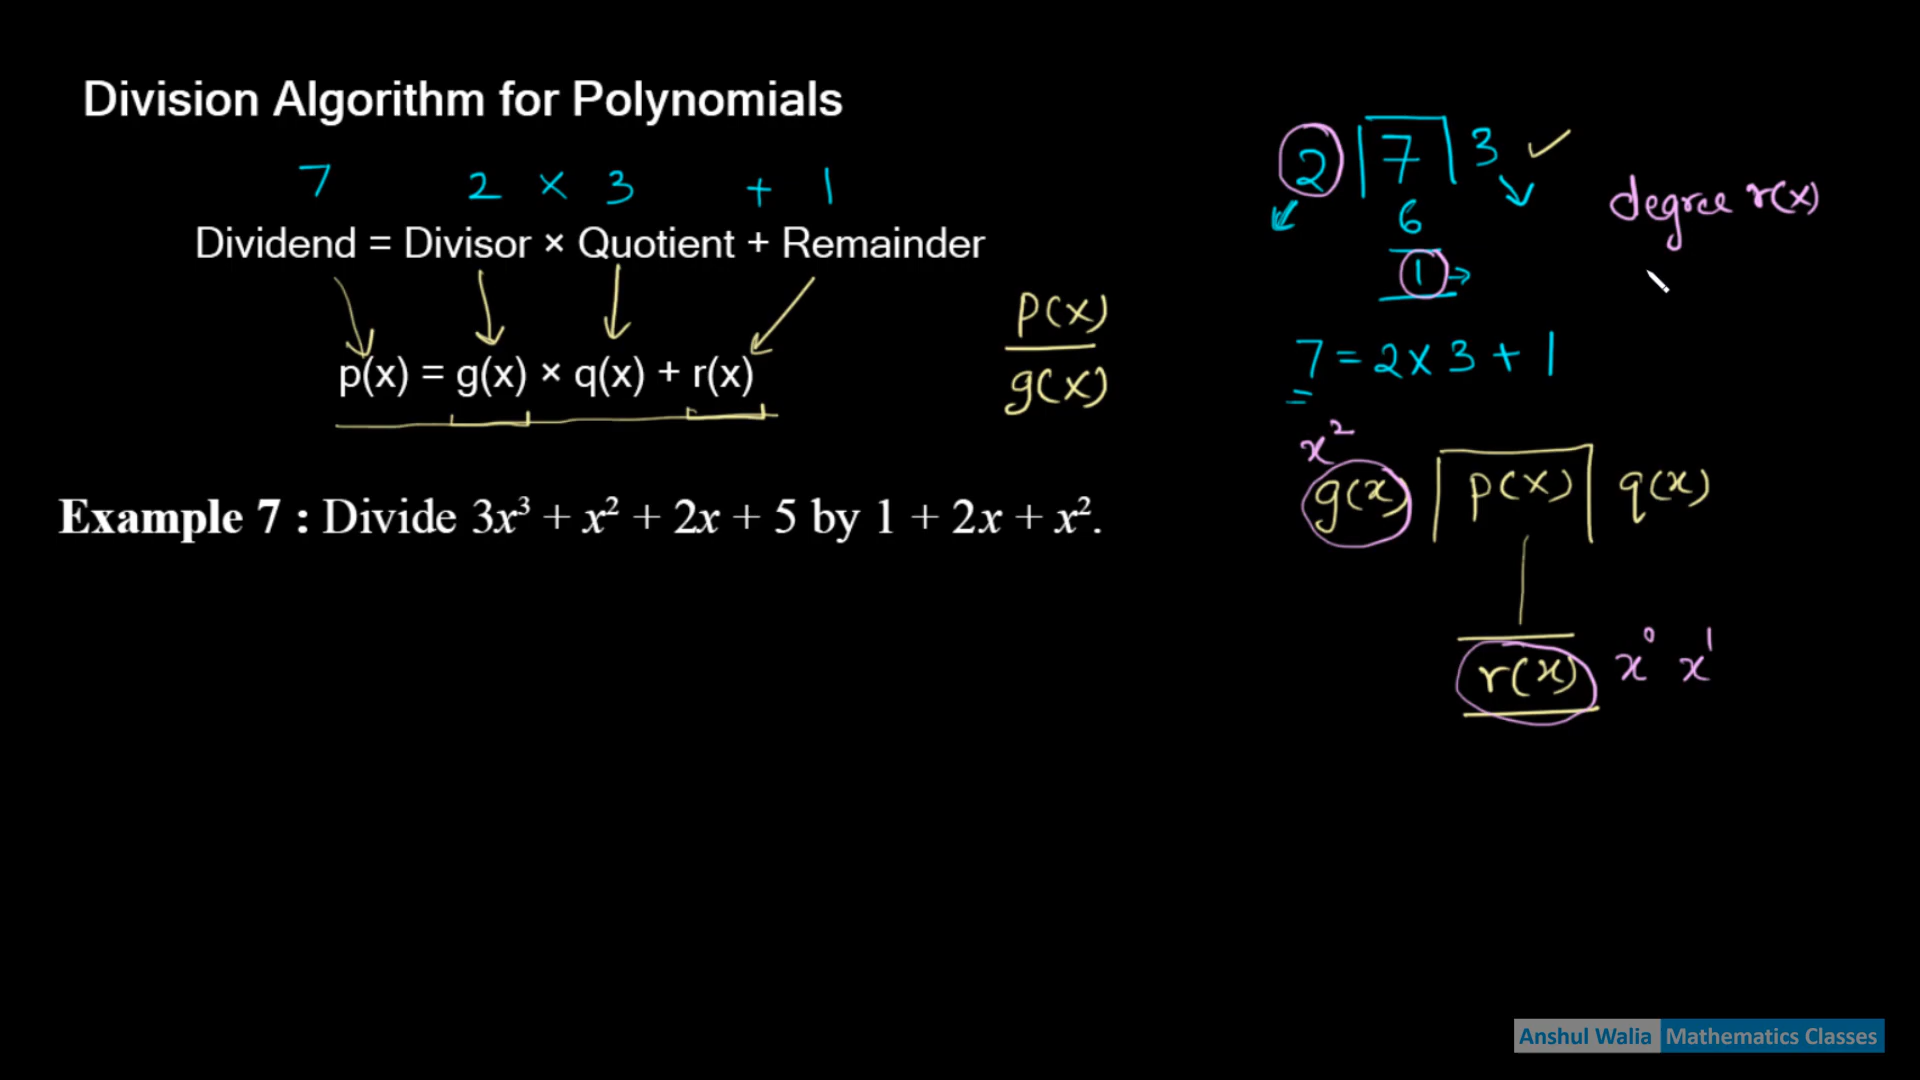 Division Algorithm for Polynomials
7 2 × 3 + 1
Dividend = Divisor × Quotient + Remainder
p(x) = g(x) × q(x) + r(x)
P(x)
g(x)
Example 7 : Divide 3x³ + x² + 2x + 5 by 1 + 2x + x².
2 7 3
6
1
degree r(x)
7 = 2 x 3 + 1
x²
g(x) p(x) q(x)
r(x) x⁰ x¹
Anshul Walia Mathematics Classes